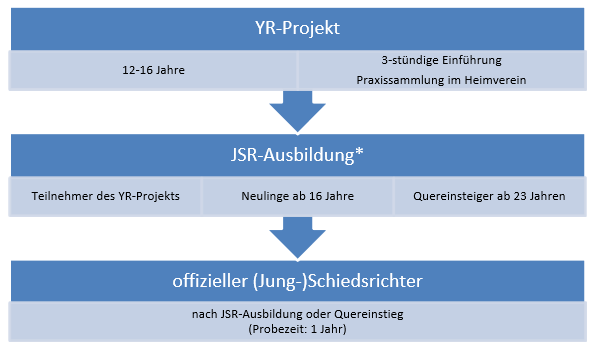 YR-Projekt
12-16 Jahre
3-stündige Einführung
Praxissammlung im Heimverein
JSR-Ausbildung*
Teilnehmer des YR-Projekts
Neulinge ab 16 Jahre
Quereinsteiger ab 23 Jahren
offizieller (Jung-)Schiedsrichter
nach JSR-Ausbildung oder Quereinstieg
(Probezeit: 1 Jahr)